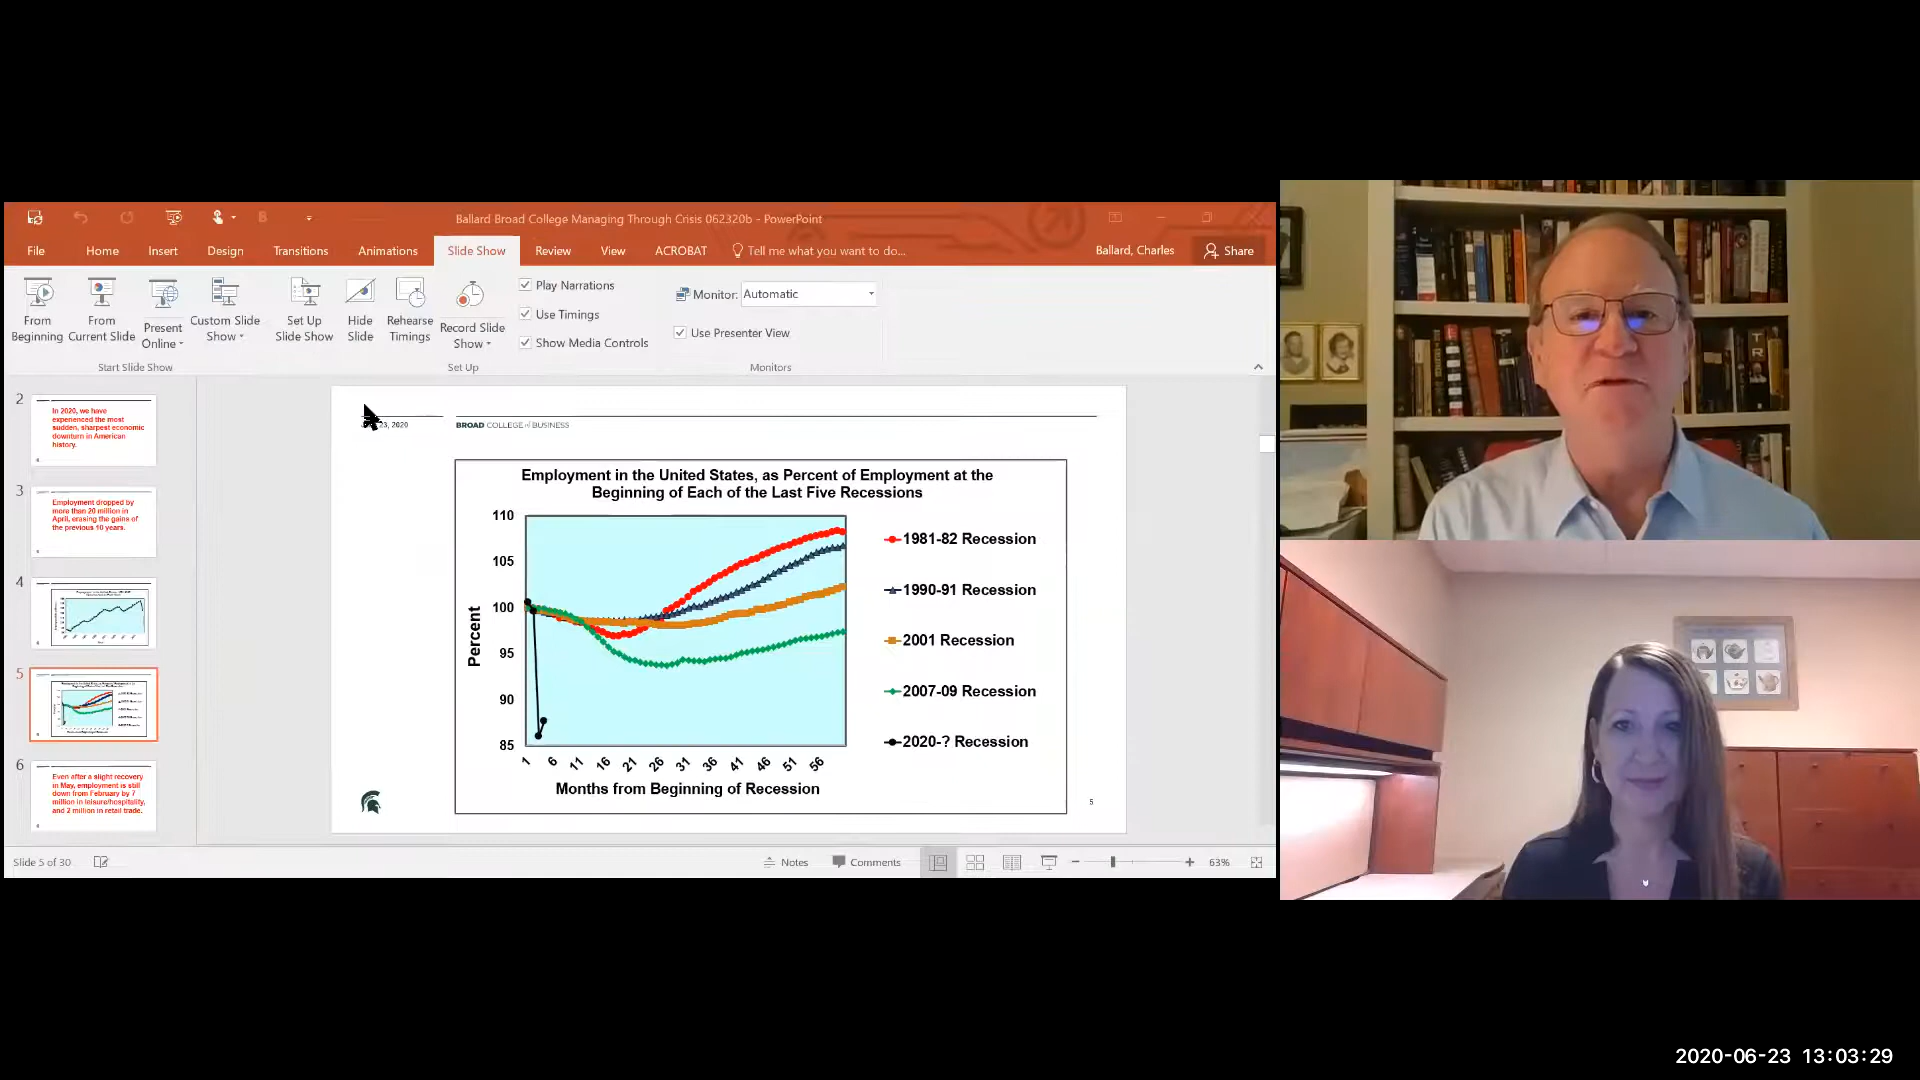 Ballard Broad College Managing Through Crisis 062320b - PowerPoint
File Home Insert Design Transitions Animations Slide Show Review View ACROBAT Tell me what you want to do... Ballard, Charles Share
From Beginning
From Current Slide
Present Online
Custom Slide Show
Start Slide Show
Set Up Slide Show
Hide Slide
Rehearse Timings
Record Slide Show
Play Narrations
Use Timings
Show Media Controls
Set Up
Monitor: Automatic
Use Presenter View
Monitors
2
In 2020, we have
experienced the most
sudden, sharpest economic
downturn in American
history.
3
Employment dropped by
more than 20 million in
April, erasing the gains of
the previous 10 years.
4
5
6
Even after a slight recovery
in May, employment is still
down from February by 7
million in leisure/hospitality,
and 2 million in retail trade.
23, 2020
BROAD COLLEGE of BUSINESS
Employment in the United States, as Percent of Employment at the
Beginning of Each of the Last Five Recessions
Percent
110
105
100
95
90
85
1 6 11 16 21 26 31 36 41 46 51 56
Months from Beginning of Recession
1981-82 Recession
1990-91 Recession
2001 Recession
2007-09 Recession
2020-? Recession
5
Slide 5 of 30
Notes Comments 63%
2020-06-23 13:03:29